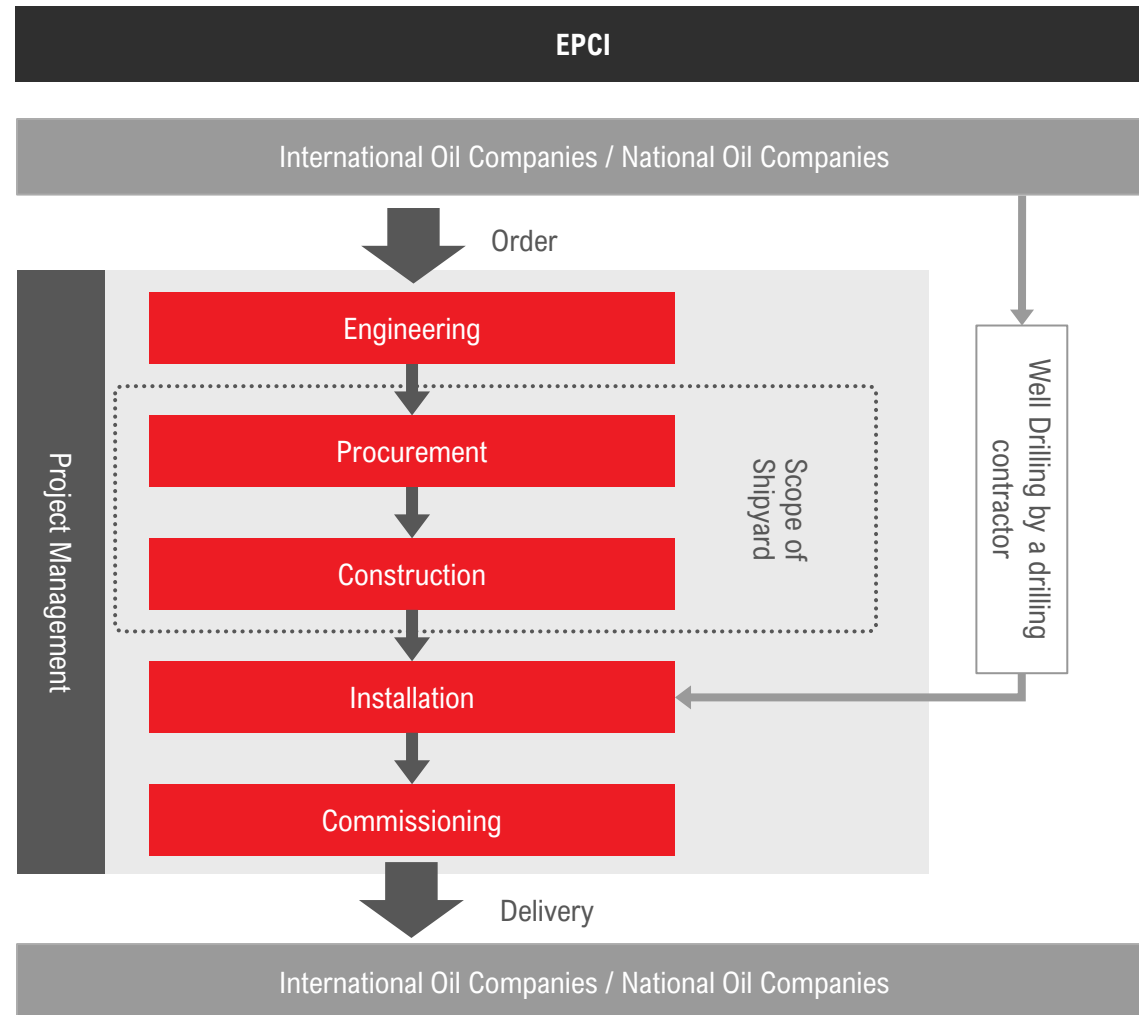 EPCI
International Oil Companies / National Oil Companies
Order
Project Management
Engineering
Procurement
Construction
Scope of
Shipyard
Installation
Commissioning
Well Drilling by a drilling
contractor
Delivery
International Oil Companies / National Oil Companies